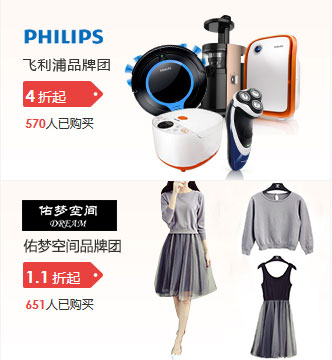 PHILIPS
飞利浦品牌团
4 折起
570人已购买
佑梦空间
DREAM
佑梦空间品牌团
1.1 折起
651人已购买